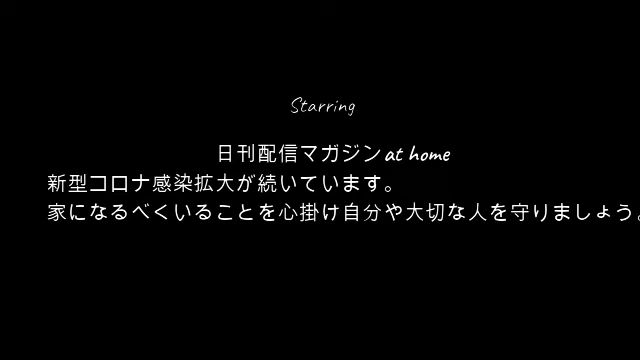 Starring
日刊配信マガジンat home
新型コロナ感染拡大が続いています。
家になるべくいることを心掛け自分や大切な人を守りましょう。